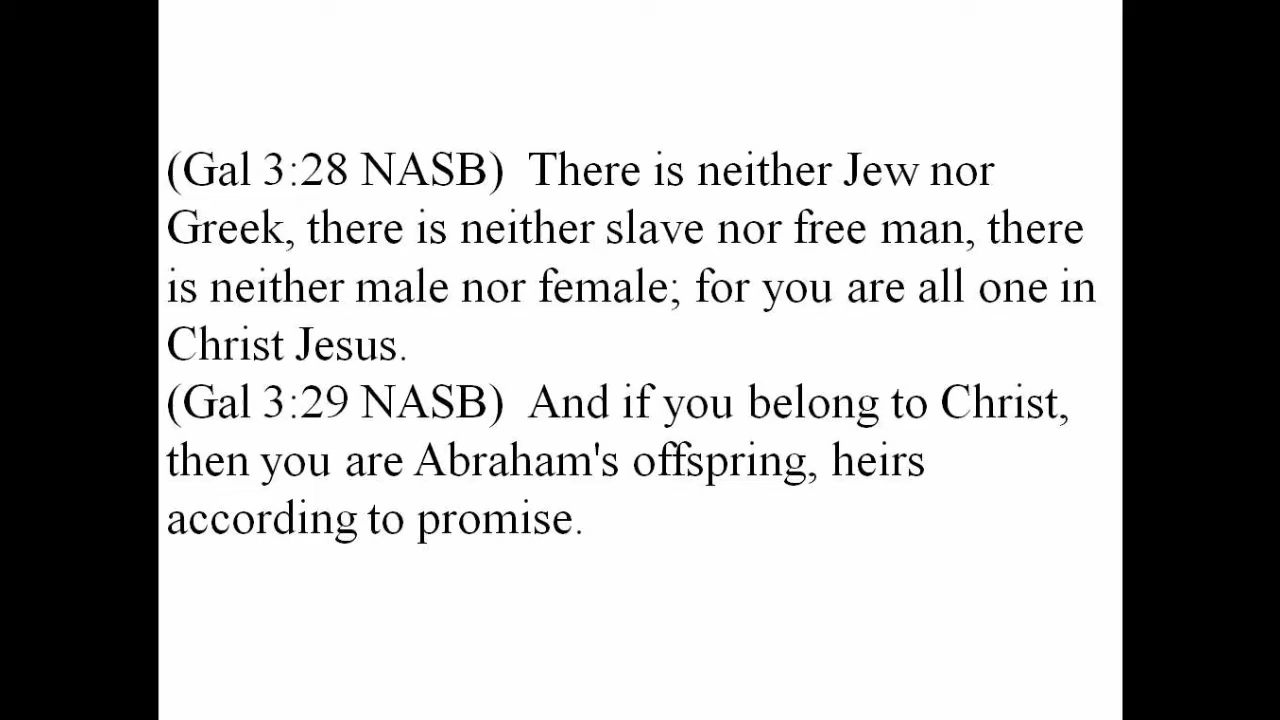 (Gal 3:28 NASB)  There is neither Jew nor
Greek, there is neither slave nor free man, there
is neither male nor female; for you are all one in
Christ Jesus.
(Gal 3:29 NASB)  And if you belong to Christ,
then you are Abraham's offspring, heirs
according to promise.